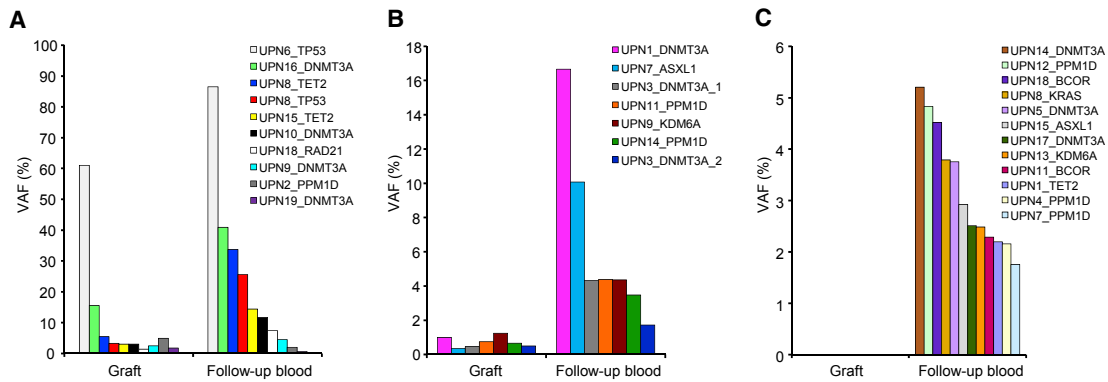 A
VAF (%)
100
90
80
70
60
50
40
30
20
10
0
Graft
Follow-up blood
UPN6_TP53
UPN16_DNMT3A
UPN8_TET2
UPN8_TP53
UPN15_TET2
UPN10_DNMT3A
UPN18_RAD21
UPN9_DNMT3A
UPN2_PPM1D
UPN19_DNMT3A
B
VAF (%)
18
16
14
12
10
8
6
4
2
0
Graft
Follow-up blood
UPN1_DNMT3A
UPN7_ASXL1
UPN3_DNMT3A_1
UPN11_PPM1D
UPN9_KDM6A
UPN14_PPM1D
UPN3_DNMT3A_2
C
VAF (%)
6
5
4
3
2
1
0
Graft
Follow-up blood
UPN14_DNMT3A
UPN12_PPM1D
UPN18_BCOR
UPN8_KRAS
UPN5_DNMT3A
UPN15_ASXL1
UPN17_DNMT3A
UPN13_KDM6A
UPN11_BCOR
UPN1_TET2
UPN4_PPM1D
UPN7_PPM1D